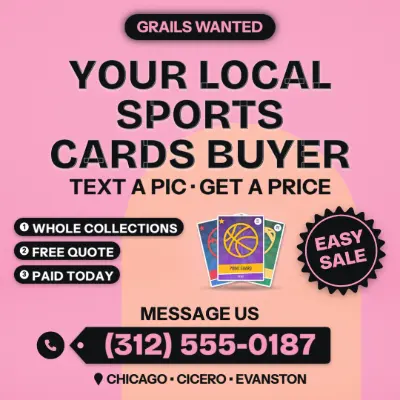 GRAILS WANTED
YOUR LOCAL
SPORTS
CARDS BUYER
TEXT A PIC · GET A PRICE
1 WHOLE COLLECTIONS
2 FREE QUOTE
3 PAID TODAY
EASY
SALE
MESSAGE US
(312) 555-0187
CHICAGO · CICERO · EVANSTON